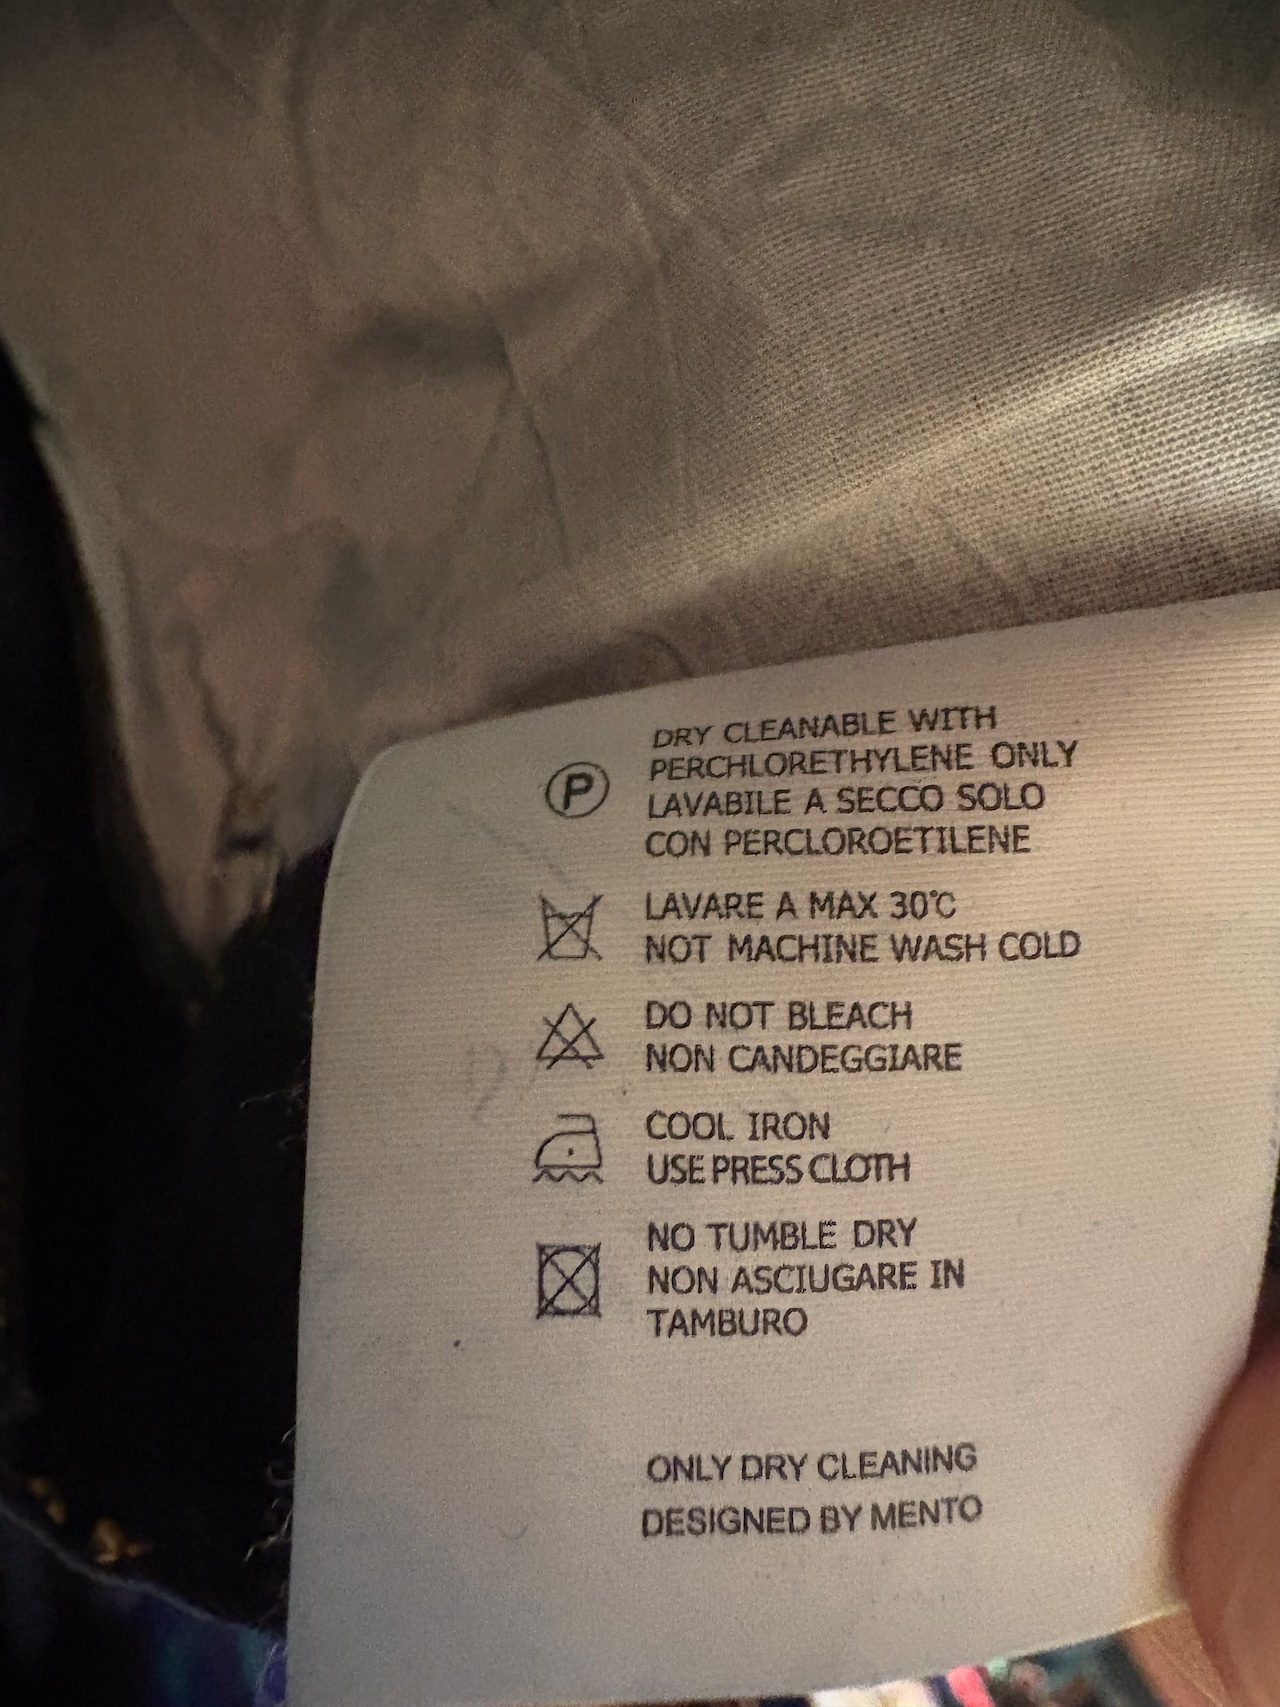 DRY CLEANABLE WITH
PERCHLORETHYLENE ONLY
LAVABILE A SECCO SOLO
CON PERCLOROETILENE
P
LAVARE A MAX 30℃
NOT MACHINE WASH COLD
DO NOT BLEACH
NON CANDEGGIARE
COOL IRON
USE PRESS CLOTH
NO TUMBLE DRY
NON ASCIUGARE IN
TAMBURO
ONLY DRY CLEANING
DESIGNED BY MENTO